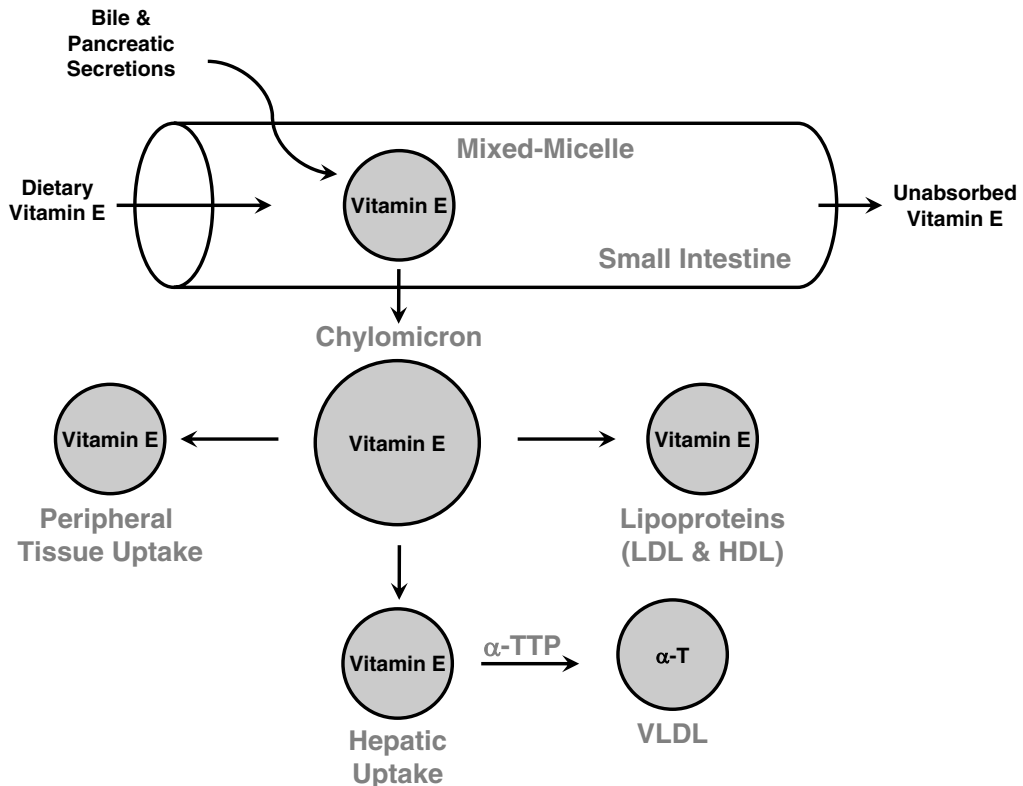 Bile &
Pancreatic
Secretions
Mixed-Micelle
Dietary
Vitamin E
Vitamin E
Unabsorbed
Vitamin E
Small Intestine
Chylomicron
Vitamin E
Vitamin E
Vitamin E
Peripheral
Tissue Uptake
Lipoproteins
(LDL & HDL)
Vitamin E
α-TTP
α-T
Hepatic
Uptake
VLDL